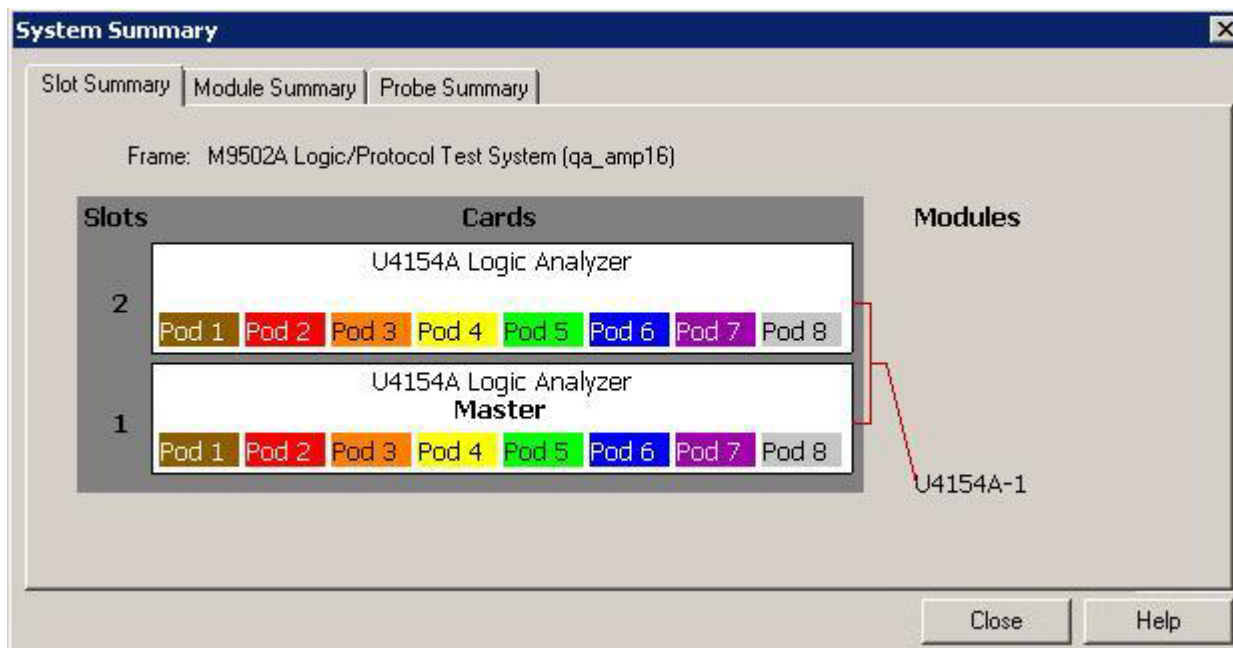 System Summary
Slot Summary Module Summary Probe Summary
Frame: M9502A Logic/Protocol Test System (qa_amp16)
Slots Cards Modules
U4154A Logic Analyzer
2
Pod 1 Pod 2 Pod 3 Pod 4 Pod 5 Pod 6 Pod 7 Pod 8
U4154A Logic Analyzer
Master
1
Pod 1 Pod 2 Pod 3 Pod 4 Pod 5 Pod 6 Pod 7 Pod 8
U4154A-1
Close Help